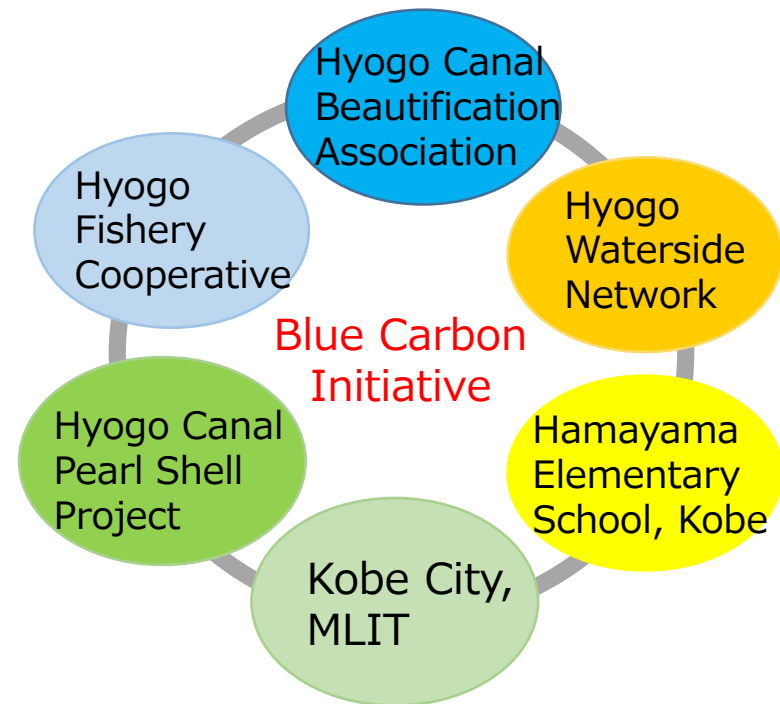 Hyogo Canal
Beautification
Association
Hyogo
Fishery
Cooperative
Hyogo
Waterside
Network
Blue Carbon
Initiative
Hyogo Canal
Pearl Shell
Project
Hamayama
Elementary
School, Kobe
Kobe City,
MLIT